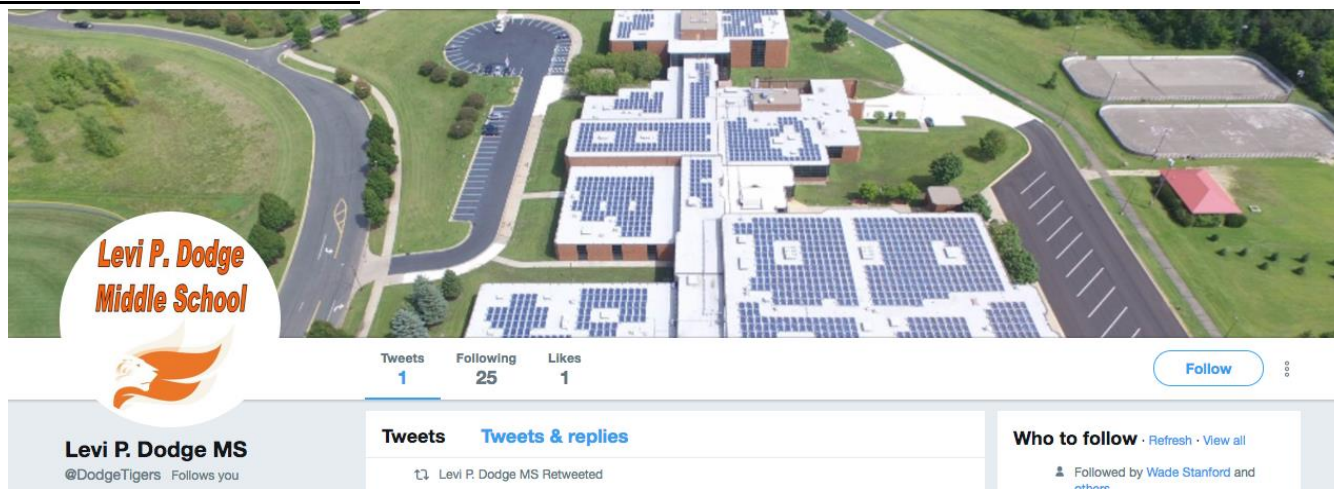 Levi P. Dodge
Middle School
Tweets Following Likes
1 25 1
Follow
Levi P. Dodge MS
@DodgeTigers Follows you
Tweets Tweets & replies
Levi P. Dodge MS Retweeted
Who to follow · Refresh · View all
Followed by Wade Stanford and
others